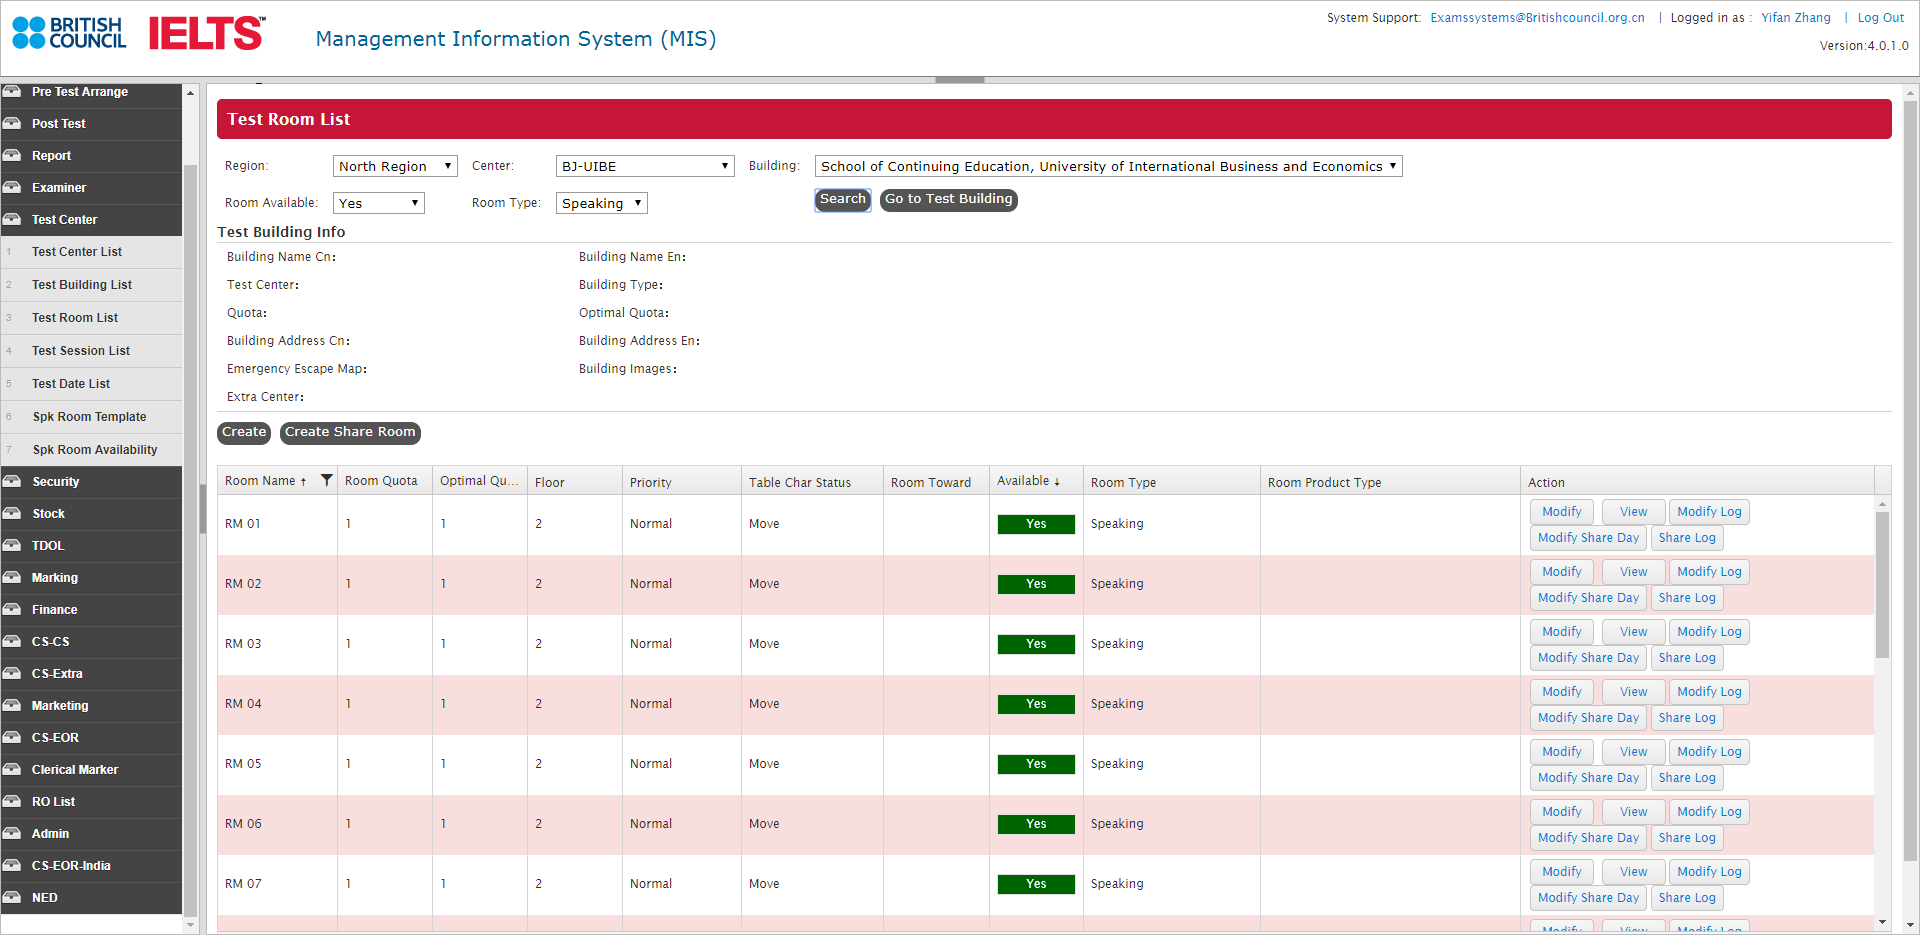 BRITISH COUNCIL IELTS™ Management Information System (MIS)
System Support: Examssystems@Britishcouncil.org.cn | Logged in as : Yifan Zhang | Log Out
Version:4.0.1.0
Pre Test Arrange
Post Test
Report
Examiner
Test Center
1 Test Center List
2 Test Building List
3 Test Room List
4 Test Session List
5 Test Date List
6 Spk Room Template
7 Spk Room Availability
Security
Stock
TDOL
Marking
Finance
CS-CS
CS-Extra
Marketing
CS-EOR
Clerical Marker
RO List
Admin
CS-EOR-India
NED
Test Room List
Region: North Region Center: BJ-UIBE Building: School of Continuing Education, University of International Business and Economics
Room Available: Yes Room Type: Speaking Search Go to Test Building
Test Building Info
Building Name Cn: Building Name En:
Test Center: Building Type:
Quota: Optimal Quota:
Building Address Cn: Building Address En:
Emergency Escape Map: Building Images:
Extra Center:
Create Create Share Room
Room Name ↑ Room Quota Optimal Qu... Floor Priority Table Char Status Room Toward Available ↓ Room Type Room Product Type Action
RM 01 1 1 2 Normal Move Yes Speaking Modify View Modify Log
Modify Share Day Share Log
RM 02 1 1 2 Normal Move Yes Speaking Modify View Modify Log
Modify Share Day Share Log
RM 03 1 1 2 Normal Move Yes Speaking Modify View Modify Log
Modify Share Day Share Log
RM 04 1 1 2 Normal Move Yes Speaking Modify View Modify Log
Modify Share Day Share Log
RM 05 1 1 2 Normal Move Yes Speaking Modify View Modify Log
Modify Share Day Share Log
RM 06 1 1 2 Normal Move Yes Speaking Modify View Modify Log
Modify Share Day Share Log
RM 07 1 1 2 Normal Move Yes Speaking Modify View Modify Log
Modify Share Day Share Log
Modify View Modify Log